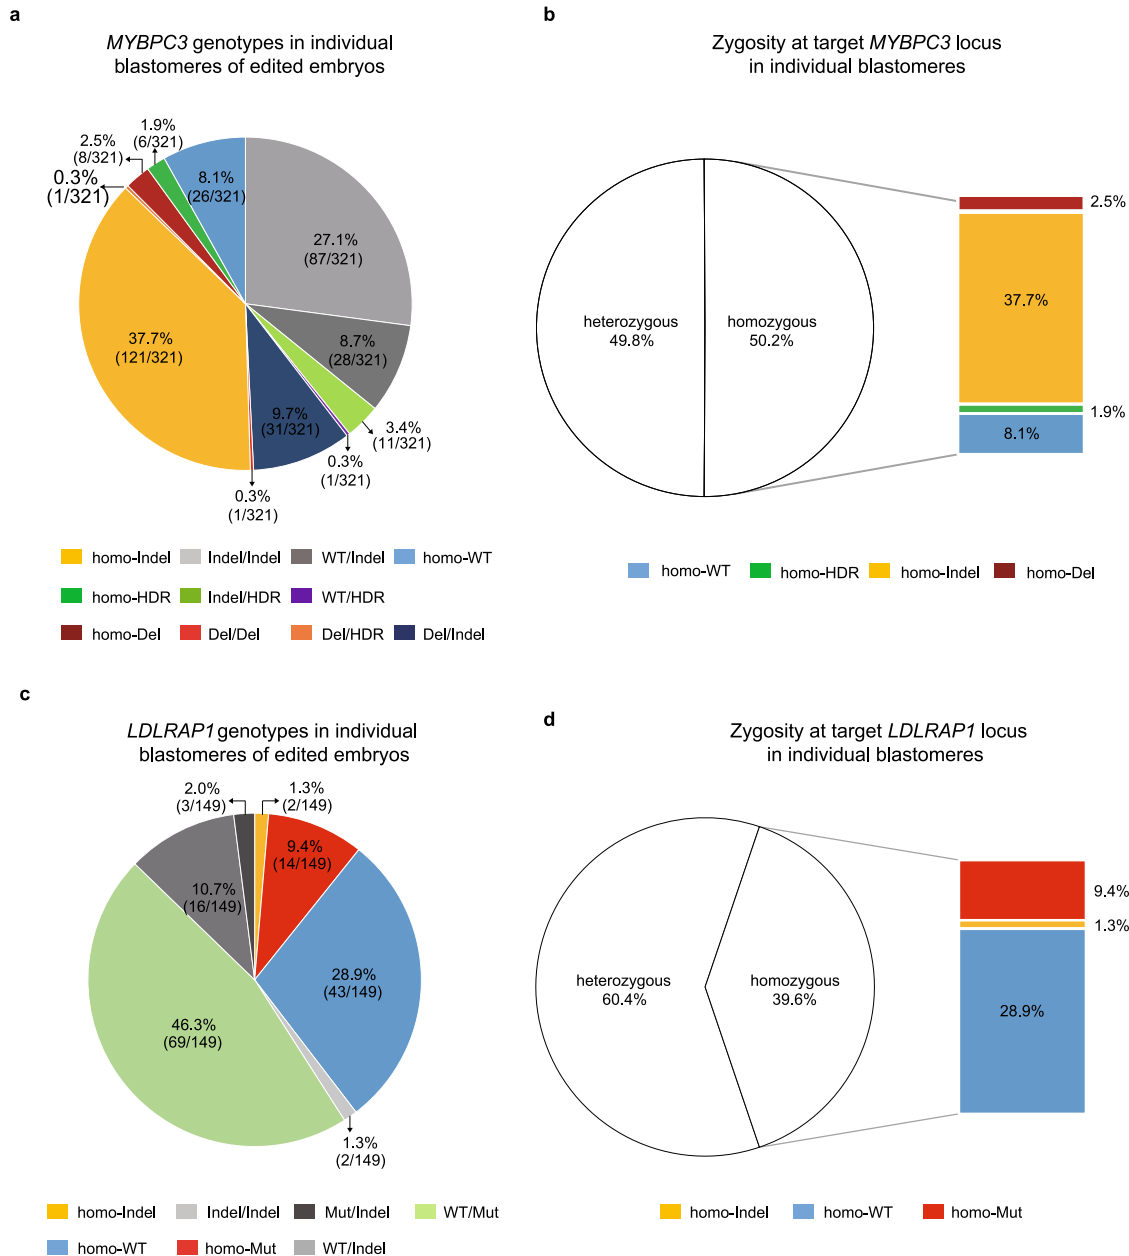 a
MYBPC3 genotypes in individual
blastomeres of edited embryos
1.9%
(6/321)
2.5%
(8/321)
0.3%
(1/321)
8.1%
(26/321)
27.1%
(87/321)
37.7%
(121/321)
8.7%
(28/321)
9.7%
(31/321)
3.4%
(11/321)
0.3%
(1/321)
0.3%
(1/321)
homo-Indel
Indel/Indel
WT/Indel
homo-WT
homo-HDR
Indel/HDR
WT/HDR
homo-Del
Del/Del
Del/HDR
Del/Indel
b
Zygosity at target MYBPC3 locus
in individual blastomeres
heterozygous
49.8%
homozygous
50.2%
2.5%
37.7%
1.9%
8.1%
homo-WT
homo-HDR
homo-Indel
homo-Del
c
LDLRAP1 genotypes in individual
blastomeres of edited embryos
2.0%
(3/149)
1.3%
(2/149)
9.4%
(14/149)
10.7%
(16/149)
28.9%
(43/149)
46.3%
(69/149)
1.3%
(2/149)
homo-Indel
Indel/Indel
Mut/Indel
WT/Mut
homo-WT
homo-Mut
WT/Indel
d
Zygosity at target LDLRAP1 locus
in individual blastomeres
heterozygous
60.4%
homozygous
39.6%
9.4%
1.3%
28.9%
homo-Indel
homo-WT
homo-Mut